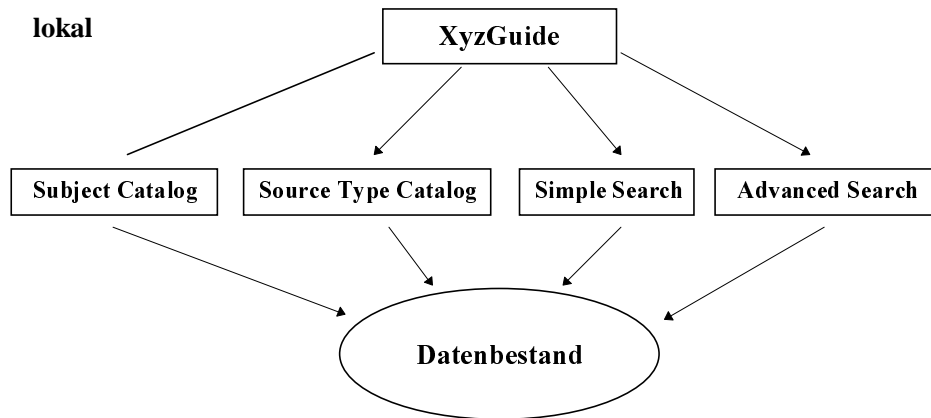 lokal
XyzGuide
Subject Catalog
Source Type Catalog
Simple Search
Advanced Search
Datenbestand